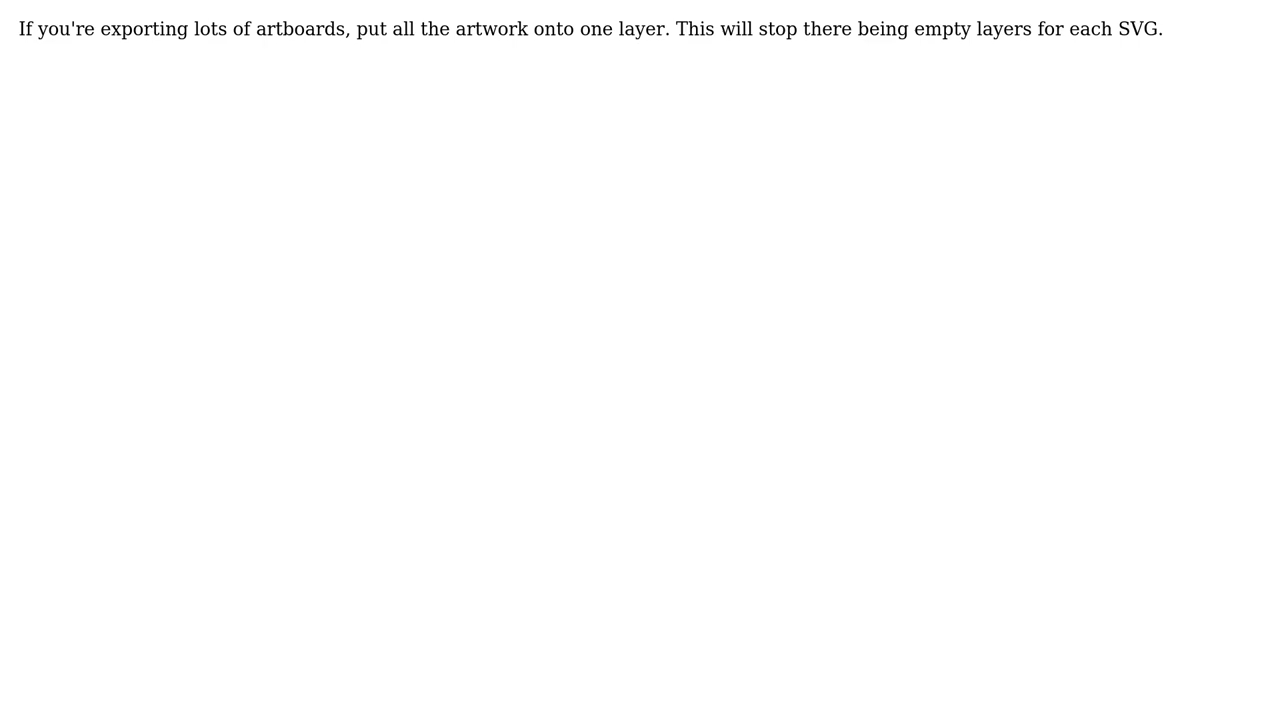 If you're exporting lots of artboards, put all the artwork onto one layer. This will stop there being empty layers for each SVG.